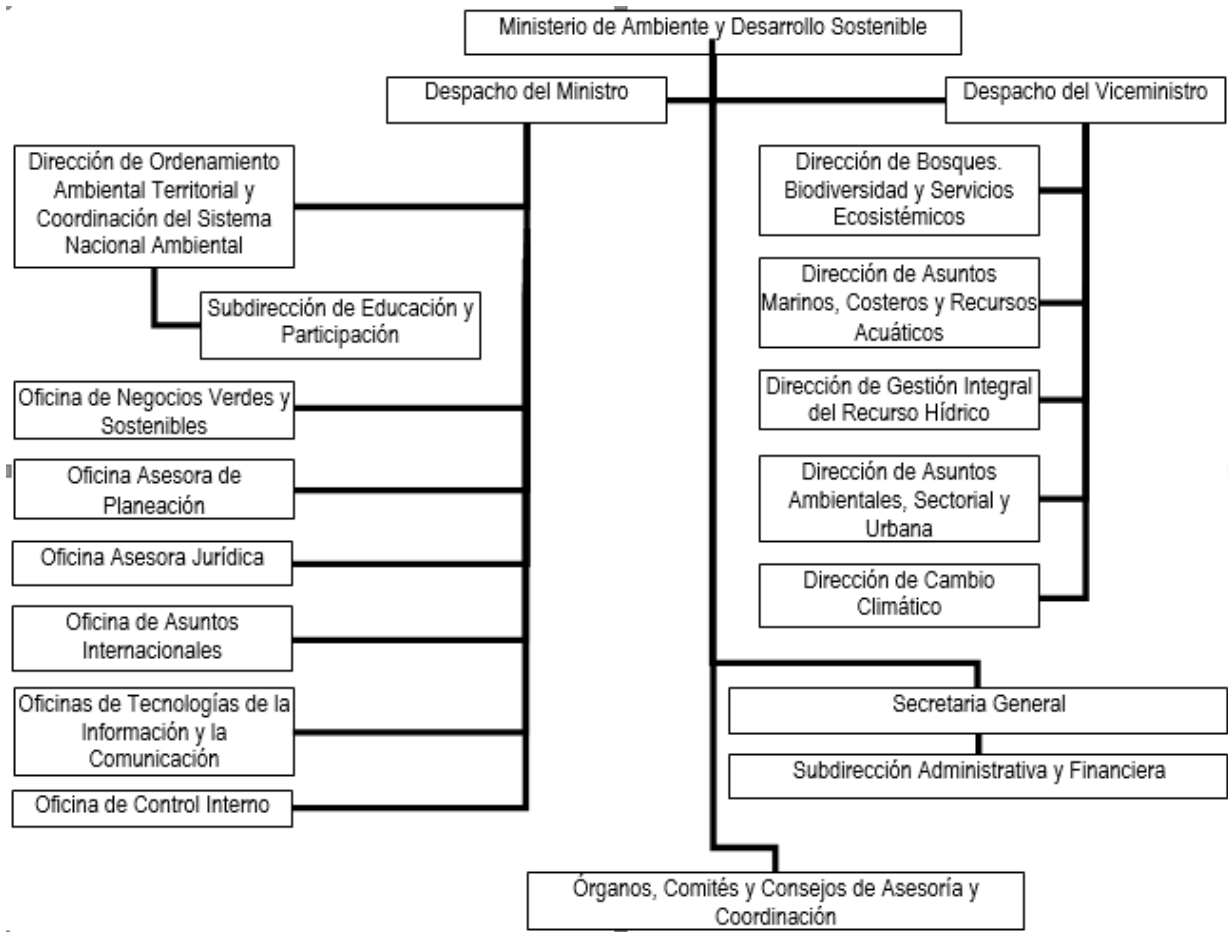 Ministerio de Ambiente y Desarrollo Sostenible
Despacho del Ministro
Despacho del Viceministro
Dirección de Ordenamiento
Ambiental Territorial y
Coordinación del Sistema
Nacional Ambiental
Subdirección de Educación y
Participación
Oficina de Negocios Verdes y
Sostenibles
Oficina Asesora de
Planeación
Oficina Asesora Jurídica
Oficina de Asuntos
Internacionales
Oficinas de Tecnologías de la
Información y la
Comunicación
Oficina de Control Interno
Dirección de Bosques.
Biodiversidad y Servicios
Ecosistémicos
Dirección de Asuntos
Marinos, Costeros y Recursos
Acuáticos
Dirección de Gestión Integral
del Recurso Hídrico
Dirección de Asuntos
Ambientales, Sectorial y
Urbana
Dirección de Cambio
Climático
Secretaria General
Subdirección Administrativa y Financiera
Órganos, Comités y Consejos de Asesoría y
Coordinación